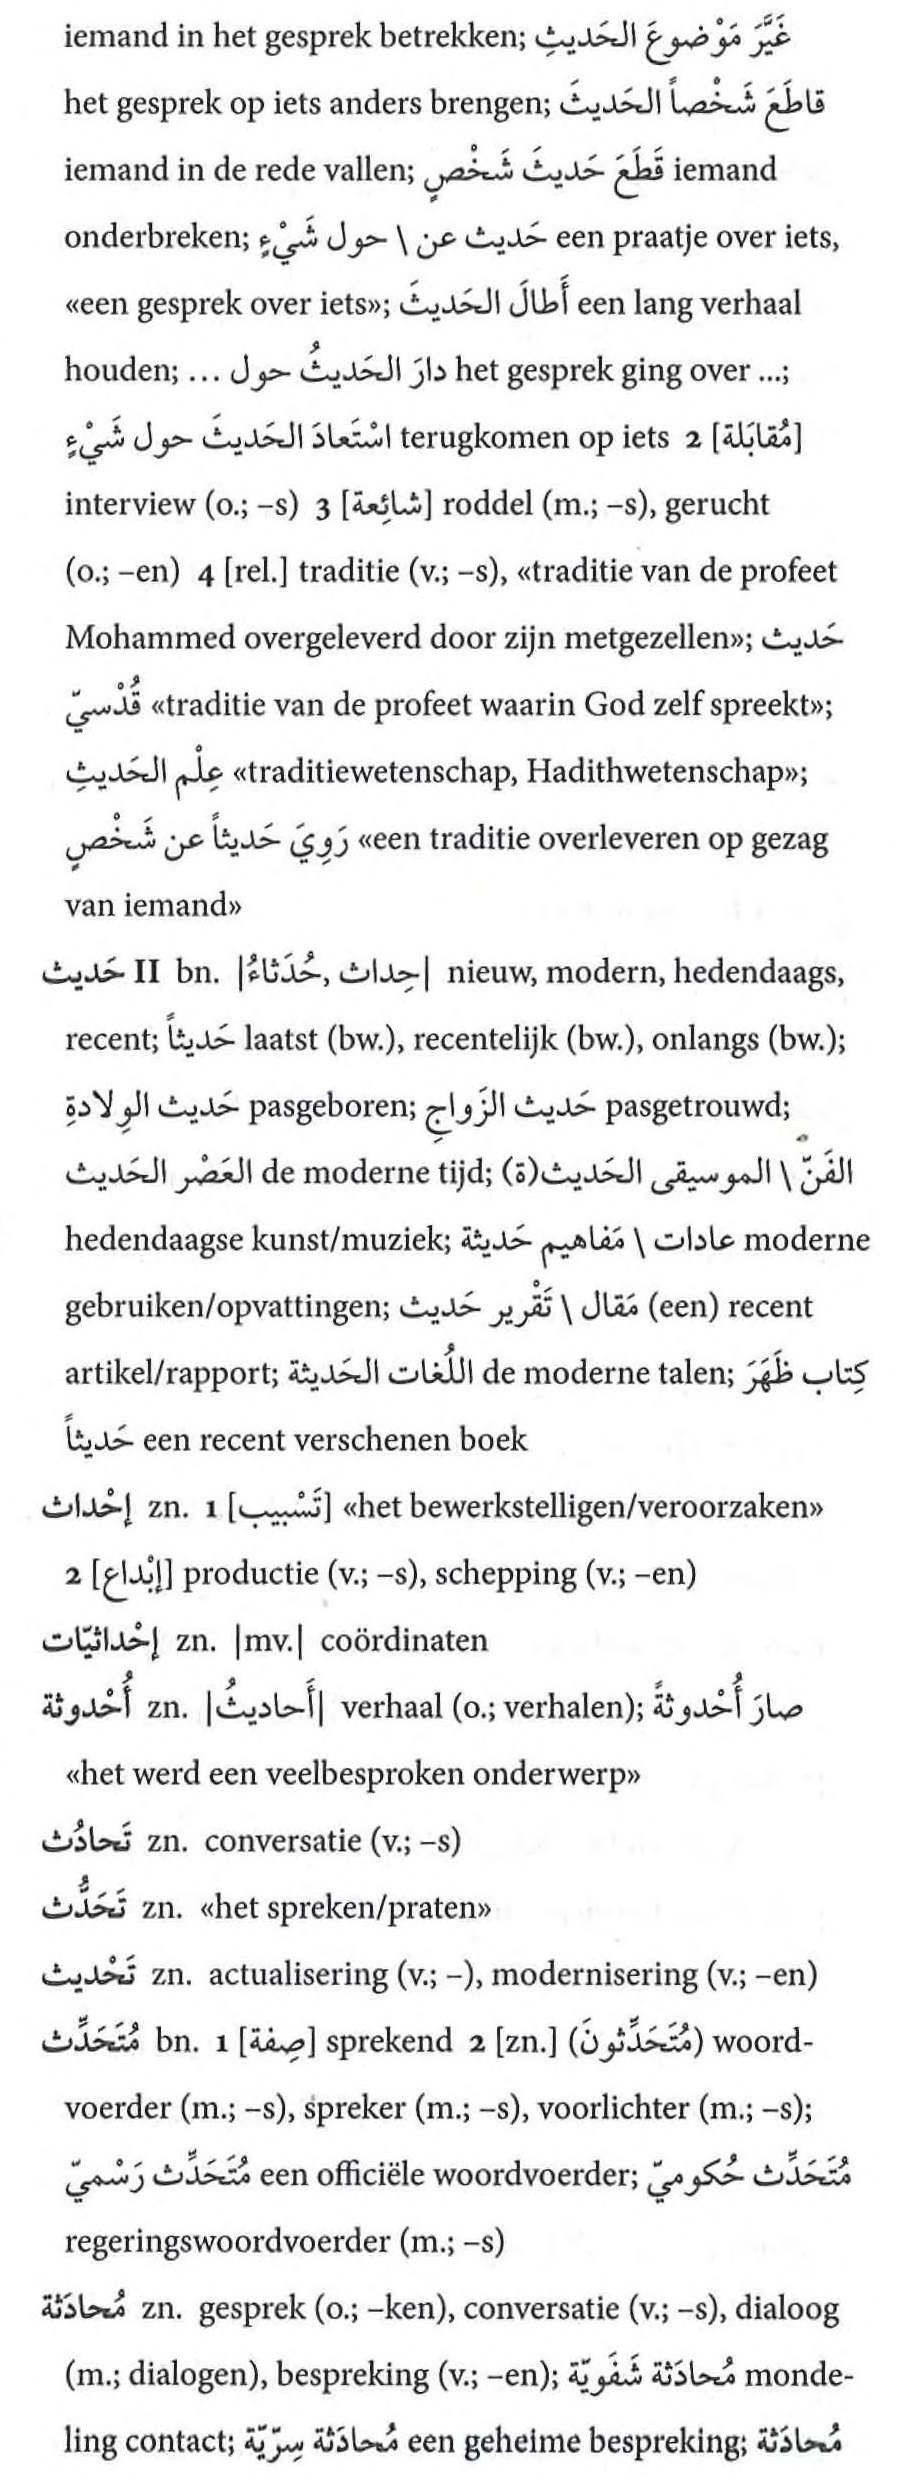 iemand in het gesprek betrekken; غَيَّرَ مَوْضوعَ الحَديثِ
het gesprek op iets anders brengen; قاطَعَ شَخْصاً الحَديثَ
iemand in de rede vallen; قَطَعَ حَديثَ شَخْصٍ iemand
onderbreken; حَديث عن \ حول شَيْءٍ een praatje over iets,
«een gesprek over iets»; أَطالَ الحَديثَ een lang verhaal
houden; دارَ الحَديثُ حول ... het gesprek ging over ...;
اسْتَعادَ الحَديثَ حول شَيْءٍ terugkomen op iets 2 [مُقابَلة]
interview (o.; –s) 3 [شائِعة] roddel (m.; –s), gerucht
(o.; –en) 4 [rel.] traditie (v.; –s), «traditie van de profeet
Mohammed overgeleverd door zijn metgezellen»; حَديث
قُدْسيّ «traditie van de profeet waarin God zelf spreekt»;
عِلْم الحَديثِ «traditiewetenschap, Hadithwetenschap»;
رَوِيَ حَديثاً عن شَخْصٍ «een traditie overleveren op gezag
van iemand»
حَديث II bn. |حِداث, حُدَثاءُ| nieuw, modern, hedendaags,
recent; حَديثاً laatst (bw.), recentelijk (bw.), onlangs (bw.);
حَديث الوِلادةِ pasgeboren; حَديث الزَواجِ pasgetrouwd;
العَصْر الحَديث de moderne tijd; الفَنّ \ الموسيقى الحَديث(ة)
hedendaagse kunst/muziek; عادات \ مَفاهيم حَديثة moderne
gebruiken/opvattingen; مَقال \ تَقْرير حَديث (een) recent
artikel/rapport; اللُغات الحَديثة de moderne talen; كِتاب ظَهَرَ
حَديثاً een recent verschenen boek
إحْداث zn. 1 [تَسْبيب] «het bewerkstelligen/veroorzaken»
2 [إبْداع] productie (v.; –s), schepping (v.; –en)
إحْداثيّات zn. |mv.| coördinaten
أُحْدوثة zn. |أَحاديثُ| verhaal (o.; verhalen); صارَ أُحْدوثةً
«het werd een veelbesproken onderwerp»
تَحادُث zn. conversatie (v.; –s)
تَحَدُّث zn. «het spreken/praten»
تَحْديث zn. actualisering (v.; –), modernisering (v.; –en)
مُتَحَدِّث bn. 1 [صِفة] sprekend 2 [zn.] (مُتَحَدِّثونَ) woord-
voerder (m.; –s), spreker (m.; –s), voorlichter (m.; –s);
مُتَحَدِّث رَسْميّ een officiële woordvoerder; مُتَحَدِّث حُكوميّ
regeringswoordvoerder (m.; –s)
مُحادَثة zn. gesprek (o.; –ken), conversatie (v.; –s), dialoog
(m.; dialogen), bespreking (v.; –en); مُحادَثة شَفَويّة monde-
ling contact; مُحادَثة سِرّيّة een geheime bespreking; مُحادَثة